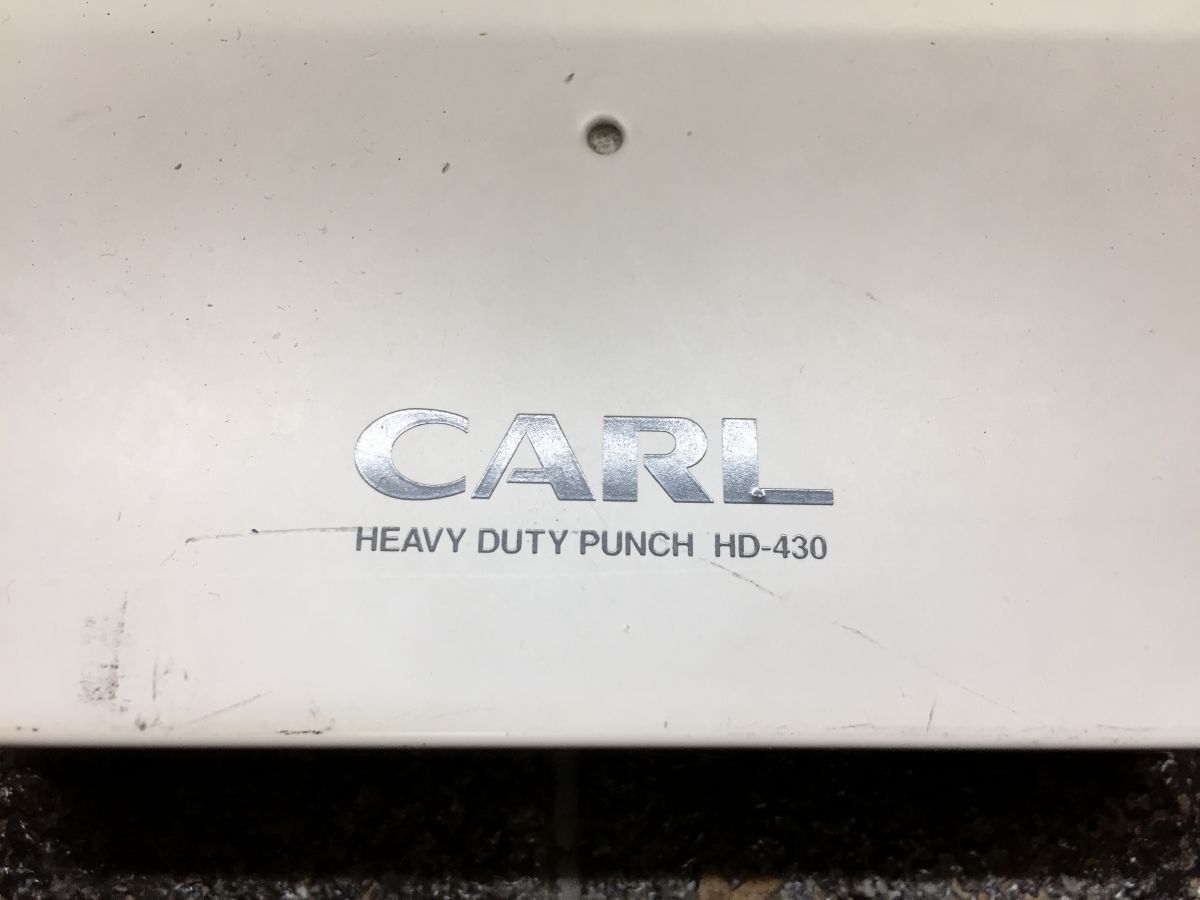 CARL
HEAVY DUTY PUNCH HD-430